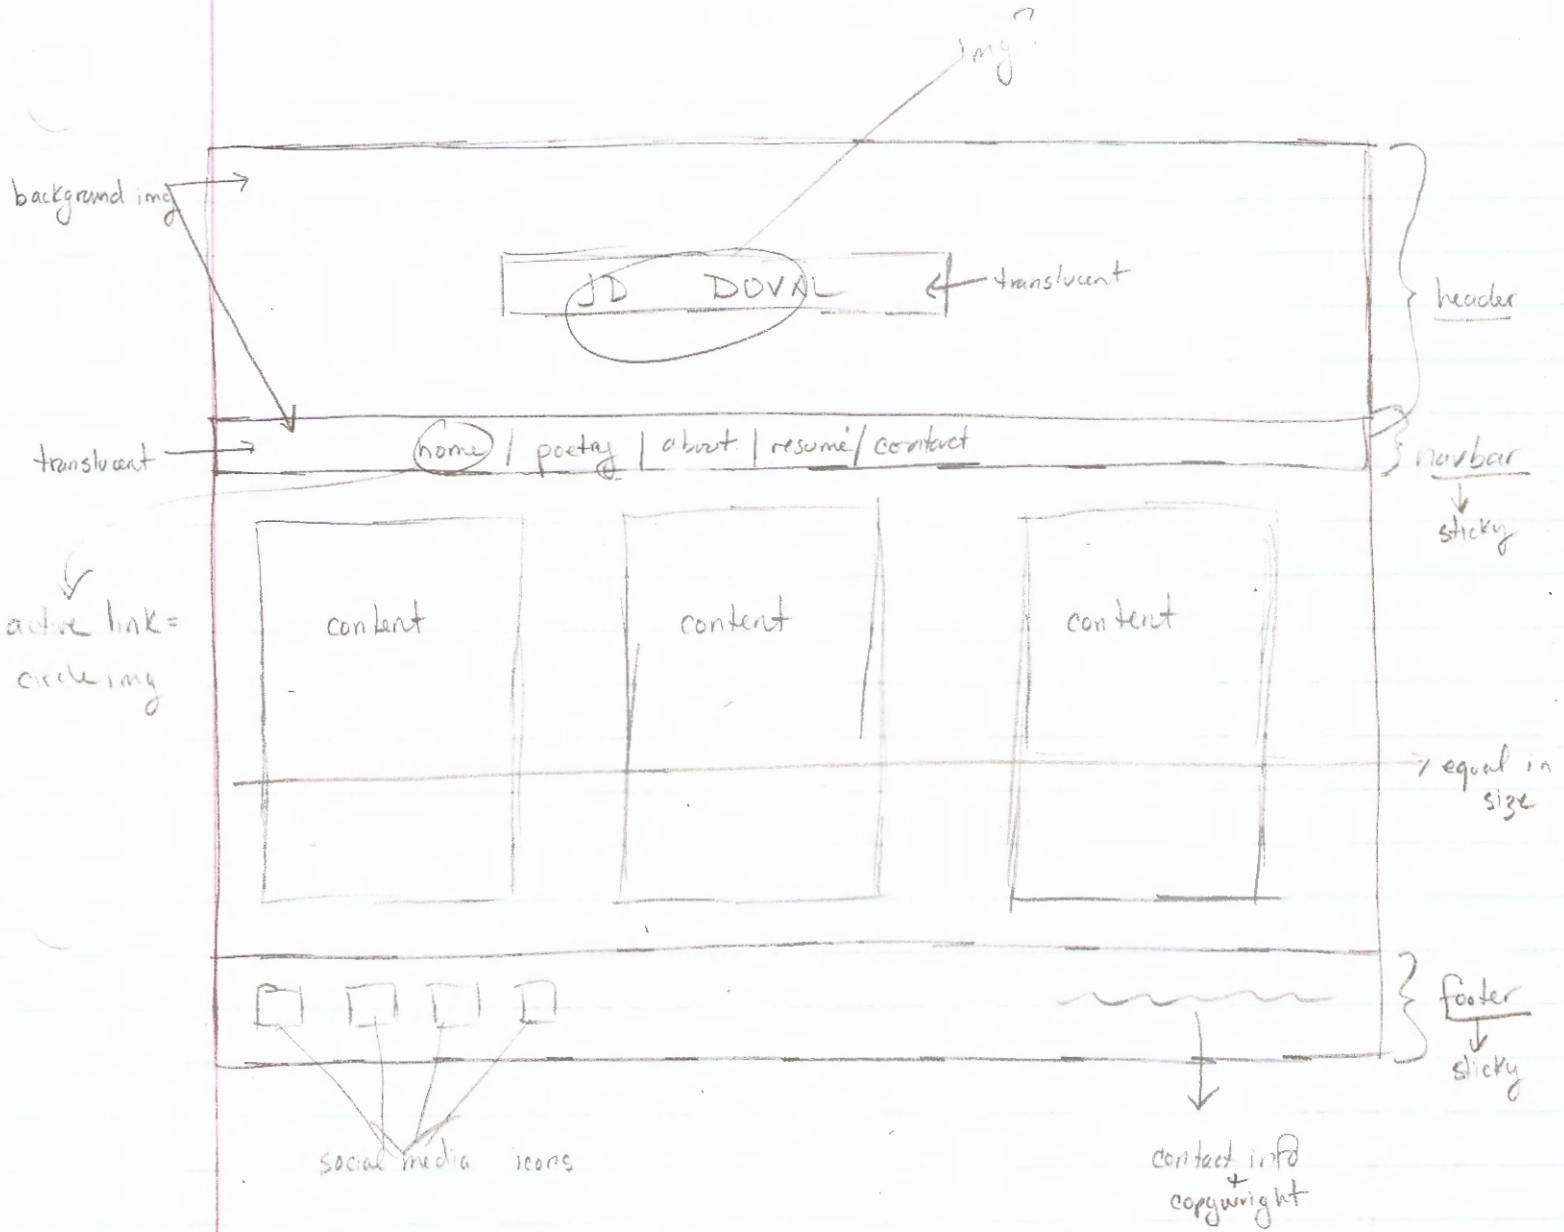 img?
background img
JD DOVAL
translucent
header
translucent
home / poetry | about | resumé / contact
navbar
sticky
active link =
circle img
content
content
content
equal in
size
footer
sticky
social media icons
contact info
+
copywright